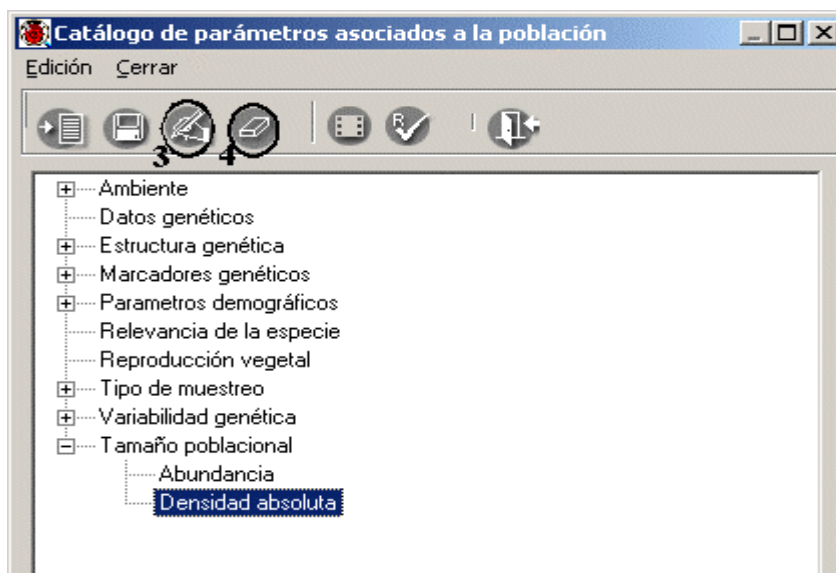 Catálogo de parámetros asociados a la población
Edición Cerrar
R
3 4
Ambiente
Datos genéticos
Estructura genética
Marcadores genéticos
Parametros demográficos
Relevancia de la especie
Reproducción vegetal
Tipo de muestreo
Variabilidad genética
Tamaño poblacional
Abundancia
Densidad absoluta